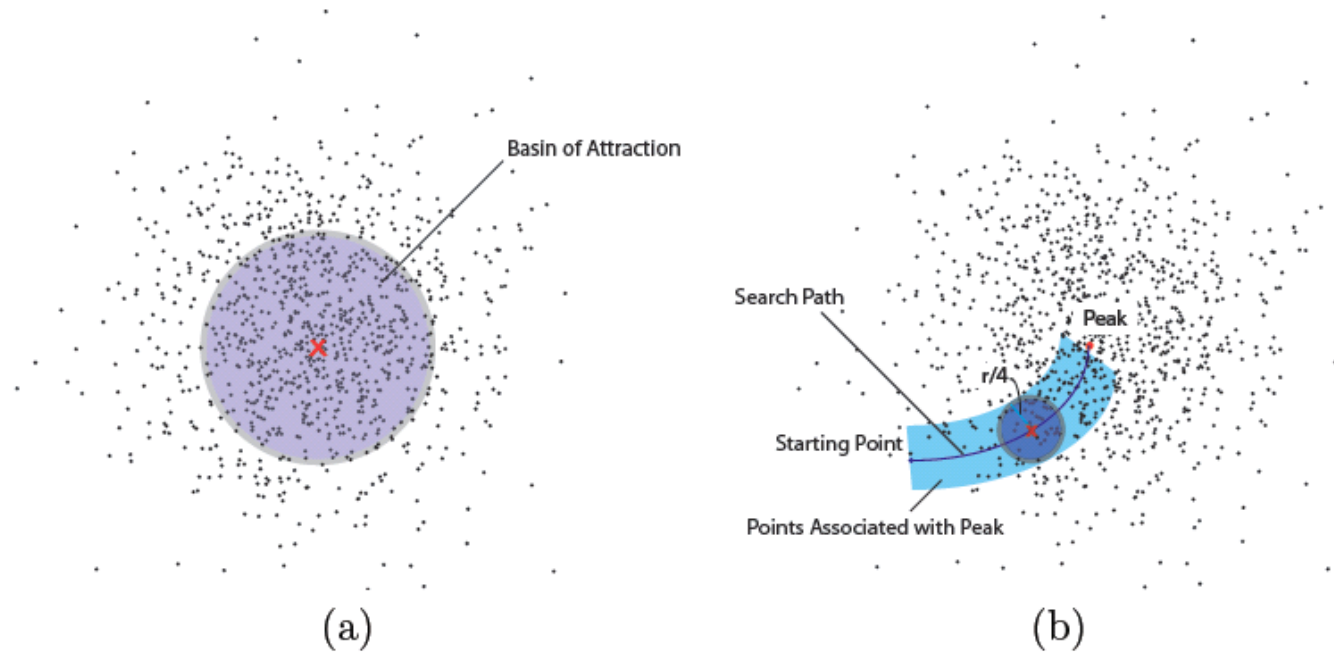 Basin of Attraction
Search Path
Peak
r/4
Starting Point
Points Associated with Peak
(a)
(b)